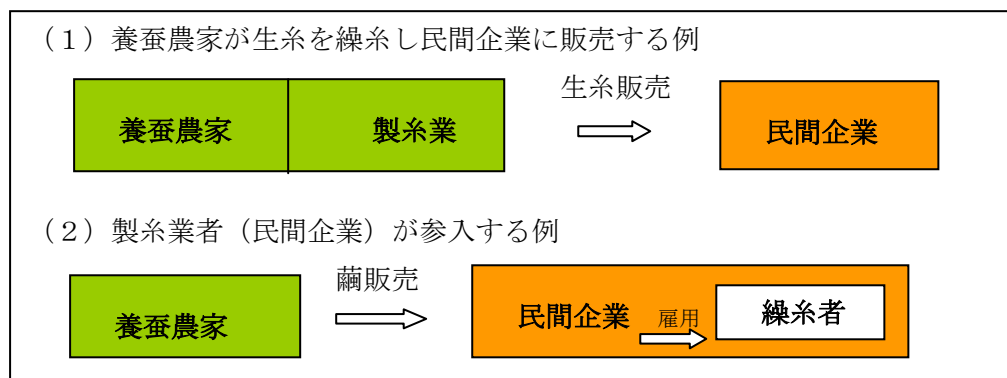 (1)養蚕農家が生糸を繰糸し民間企業に販売する例
生糸販売
養蚕農家 製糸業 民間企業
(2)製糸業者(民間企業)が参入する例
繭販売
養蚕農家 民間企業 雇用 繰糸者